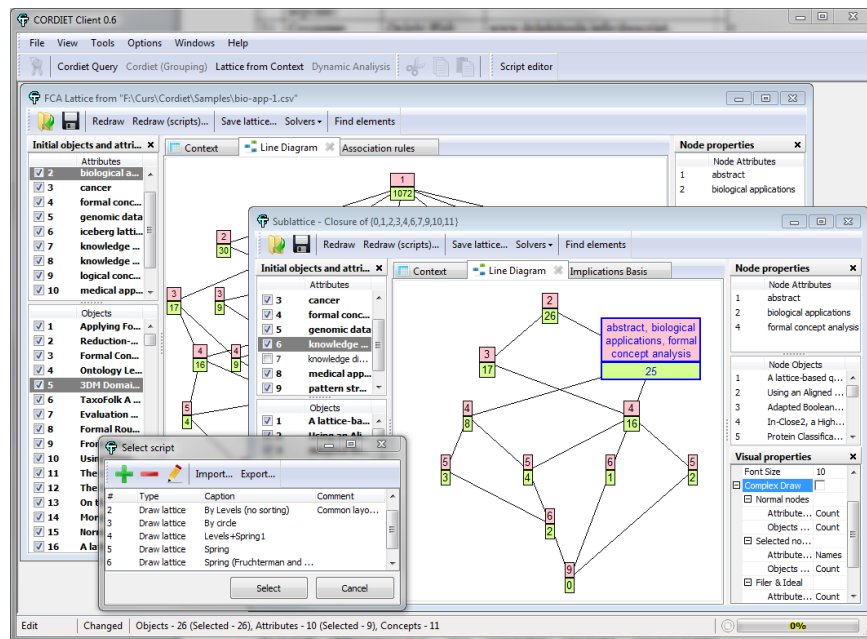 CORDIET Client 0.6
File View Tools Options Windows Help
Cordiet Query Cordiet (Grouping) Lattice from Context Dynamic Analysis Script editor
FCA Lattice from "F:\Curs\Cordiet\Samples\bio-app-1.csv"
Redraw Redraw (scripts)... Save lattice... Solvers Find elements
Initial objects and attri...
Attributes
2 biological a...
3 cancer
4 formal conc...
5 genomic data
6 iceberg latti...
7 knowledge ...
8 knowledge ...
9 logical conc...
10 medical app...
Objects
1 Applying Fo...
2 Reduction-...
3 Formal Con...
4 Ontology Le...
5 3DM Domai...
6 TaxoFolk A ...
7 Evaluation ...
8 Formal Rou...
9 Fro
10 Usin
11 The
12 The
13 On t
14 Mor
15 Nor
16 A la
Context Line Diagram Association rules
1
1072
2
30
3
17
3
9
4
16
4
9
5
4
Node properties
Node Attributes
1 abstract
2 biological applications
Sublattice - Closure of {0,1,2,3,4,6,7,9,10,11}
Redraw Redraw (scripts)... Save lattice... Solvers Find elements
Initial objects and attri...
Attributes
3 cancer
4 formal conc...
5 genomic data
6 knowledge ...
7 knowledge di...
8 medical app...
9 pattern str...
Objects
1 A lattice-ba...
Context Line Diagram Implications Basis
2
26
abstract, biological
applications, formal
concept analysis
25
3
17
4
8
4
16
5
3
5
4
6
1
5
2
6
2
9
0
Node properties
Node Attributes
1 abstract
2 biological applications
4 formal concept analysis
Node Objects
1 A lattice-based q...
2 Using an Aligned ...
3 Adapted Boolean...
4 In-Close2, a High...
5 Protein Classifica...
Visual properties
Font Size 10
Complex Draw
Normal nodes
Attribute... Count
Objects ... Count
Selected no...
Attribute... Names
Objects ... Count
Filer & Ideal
Attribute... Count
Select script
Import... Export...
# Type Caption Comment
2 Draw lattice By Levels (no sorting) Common layo...
3 Draw lattice By circle
4 Draw lattice Levels+Spring1
5 Draw lattice Spring
6 Draw lattice Spring (Fruchterman and ...
Select Cancel
Edit Changed Objects - 26 (Selected - 26), Attributes - 10 (Selected - 9), Concepts - 11 0%